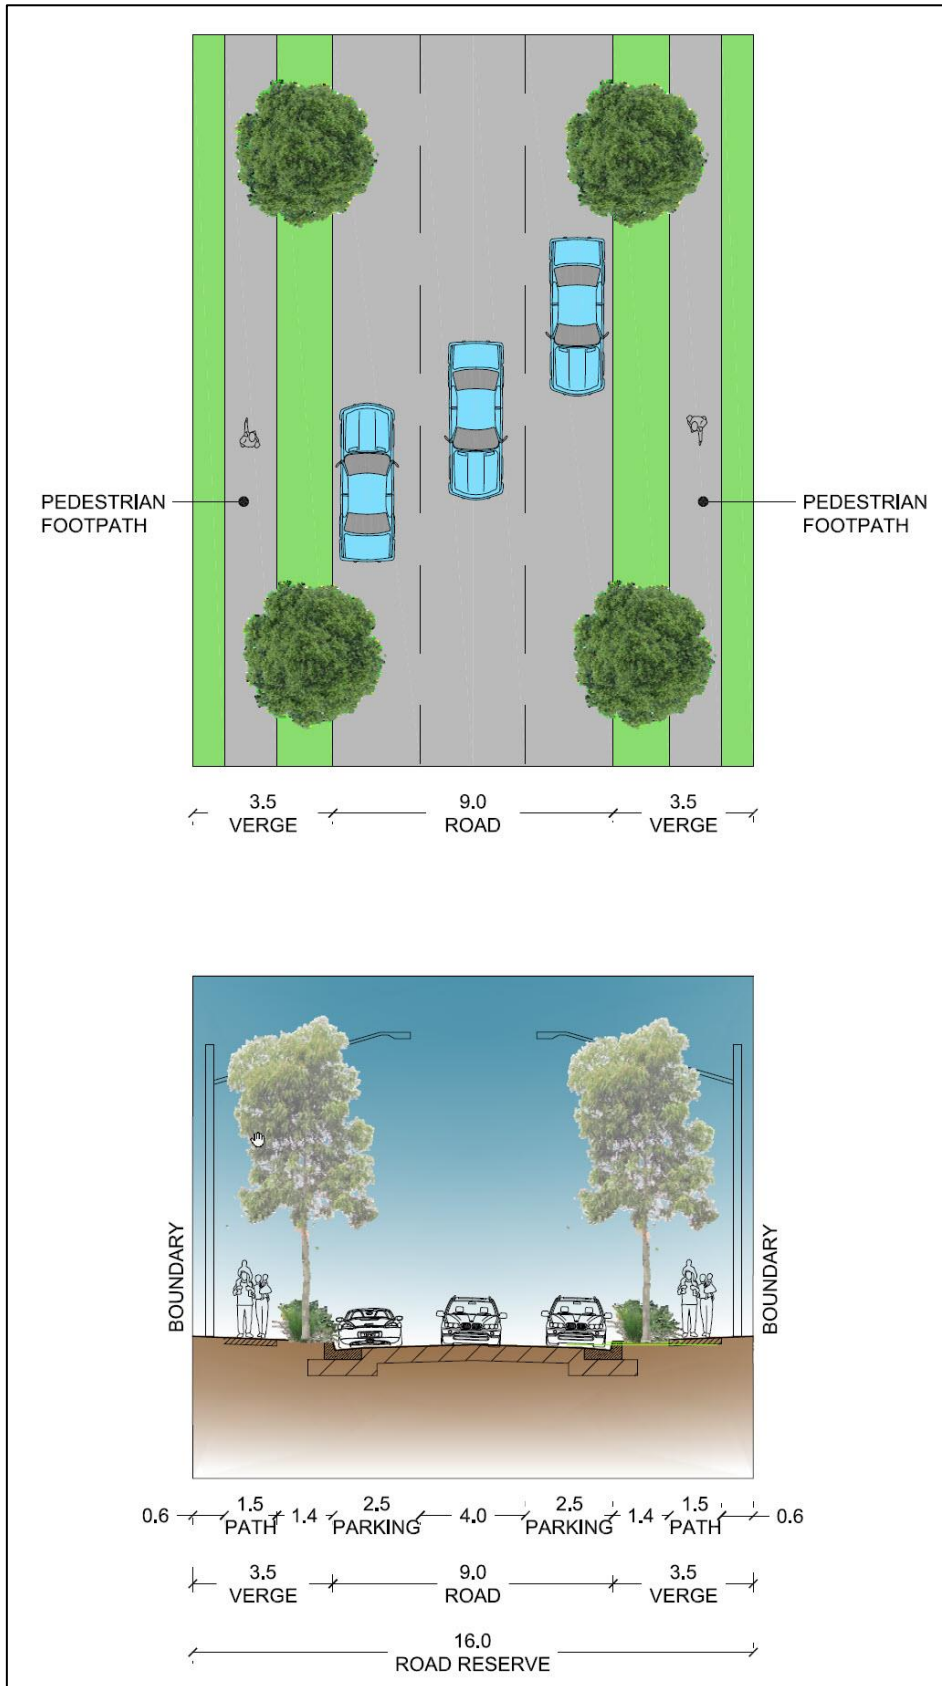 PEDESTRIAN
FOOTPATH
PEDESTRIAN
FOOTPATH
3.5
VERGE
9.0
ROAD
3.5
VERGE
BOUNDARY
BOUNDARY
0.6
1.5
PATH
1.4
2.5
PARKING
4.0
2.5
PARKING
1.4
1.5
PATH
0.6
3.5
VERGE
9.0
ROAD
3.5
VERGE
16.0
ROAD RESERVE